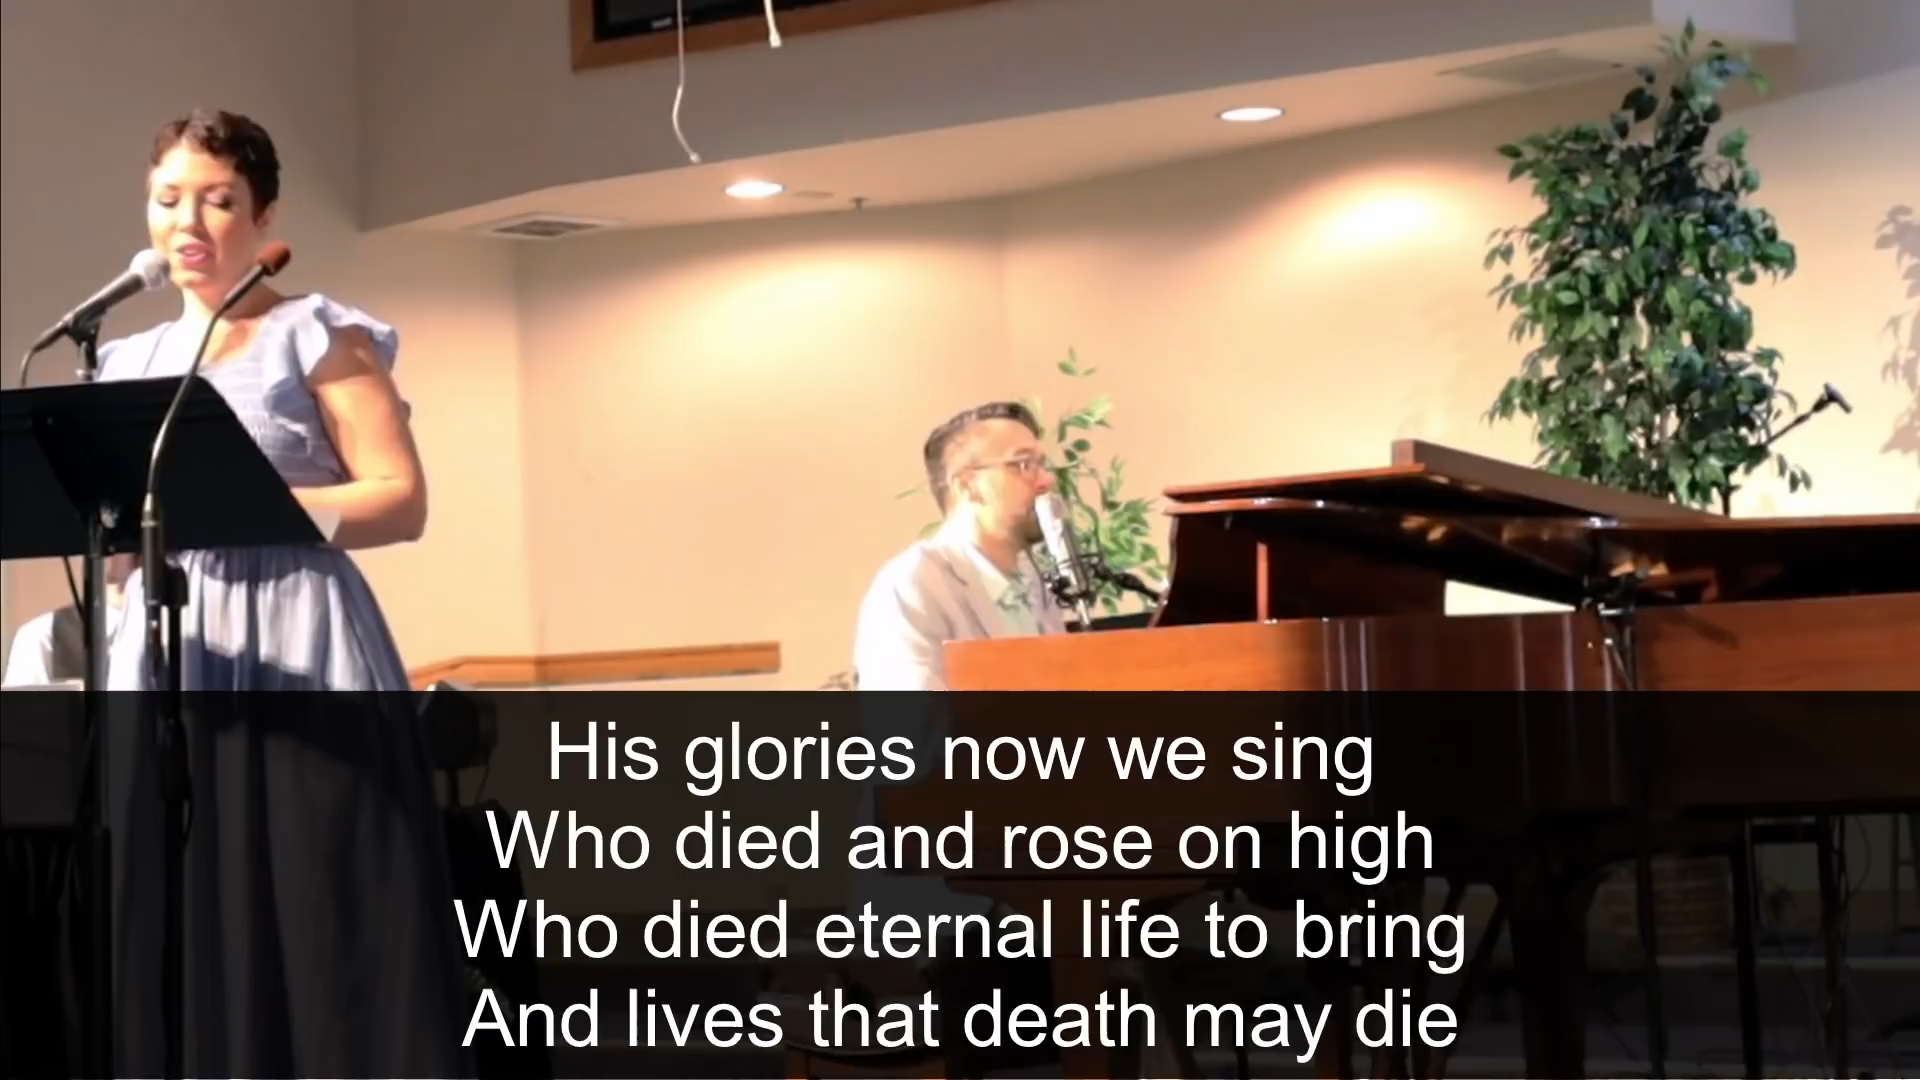 His glories now we sing
Who died and rose on high
Who died eternal life to bring
And lives that death may die